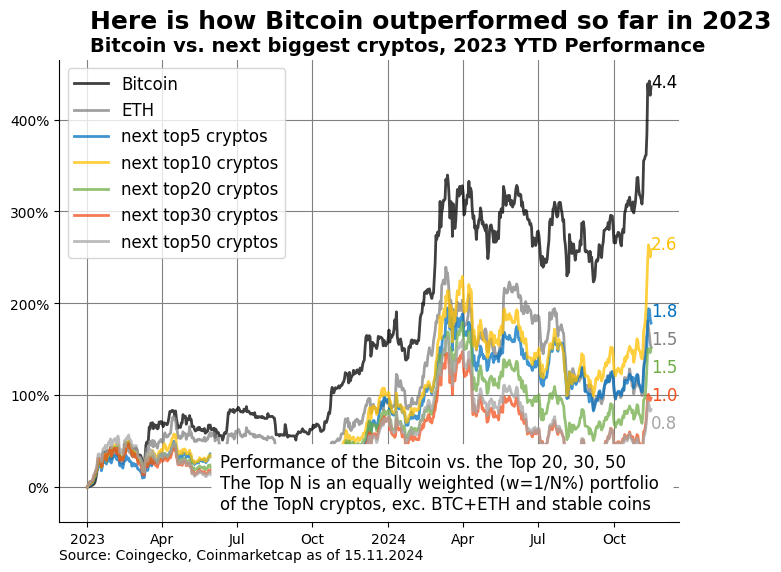 Here is how Bitcoin outperformed so far in 2023
Bitcoin vs. next biggest cryptos, 2023 YTD Performance
Bitcoin
ETH
next top5 cryptos
next top10 cryptos
next top20 cryptos
next top30 cryptos
next top50 cryptos
400%
300%
200%
100%
0%
4.4
2.6
1.8
1.5
1.5
1.0
0.8
Performance of the Bitcoin vs. the Top 20, 30, 50
The Top N is an equally weighted (w=1/N%) portfolio
of the TopN cryptos, exc. BTC+ETH and stable coins
2023 Apr Jul Oct 2024 Apr Jul Oct
Source: Coingecko, Coinmarketcap as of 15.11.2024